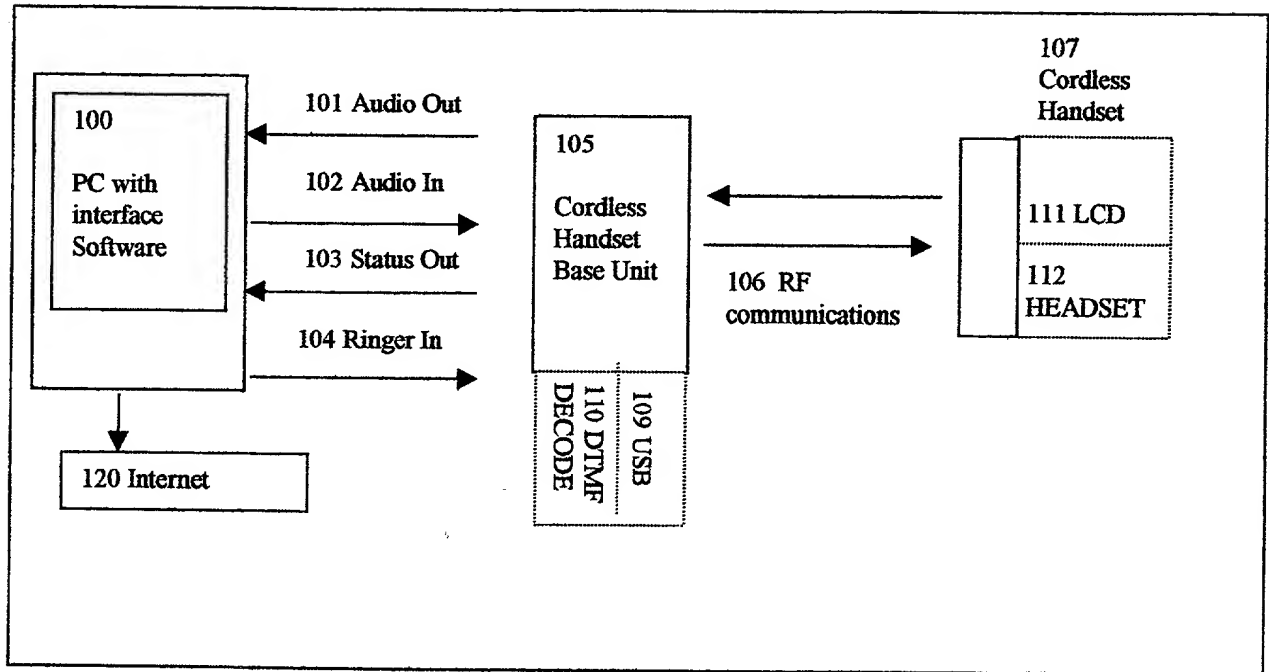 100
PC with
interface
Software
101 Audio Out
102 Audio In
103 Status Out
104 Ringer In
120 Internet
105
Cordless
Handset
Base Unit
109 USB
110 DTMF
DECODE
106 RF
communications
107
Cordless
Handset
111 LCD
112
HEADSET